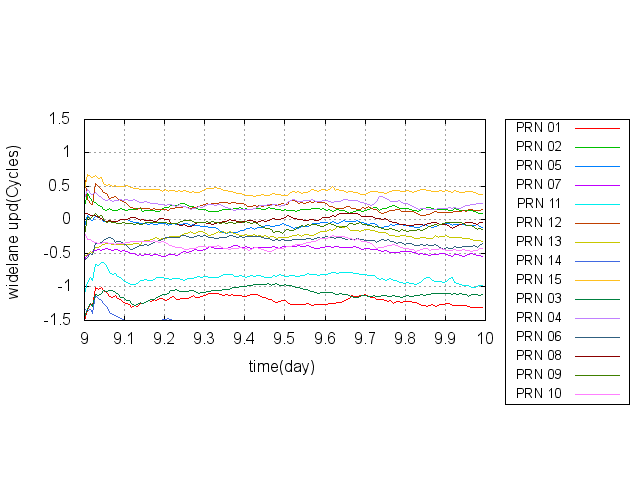 1.5
1
0.5
0
-0.5
-1
-1.5
widelane upd(Cycles)
9
9.1
9.2
9.3
9.4
9.5
9.6
9.7
9.8
9.9
10
time(day)
PRN 01
PRN 02
PRN 05
PRN 07
PRN 11
PRN 12
PRN 13
PRN 14
PRN 15
PRN 03
PRN 04
PRN 06
PRN 08
PRN 09
PRN 10